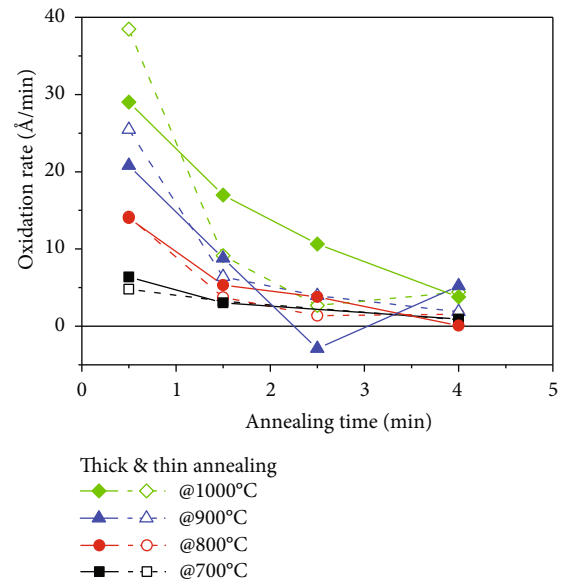 Oxidation rate (Å/min)
40
30
20
10
0
0 1 2 3 4 5
Annealing time (min)
Thick & thin annealing
@1000°C
@900°C
@800°C
@700°C